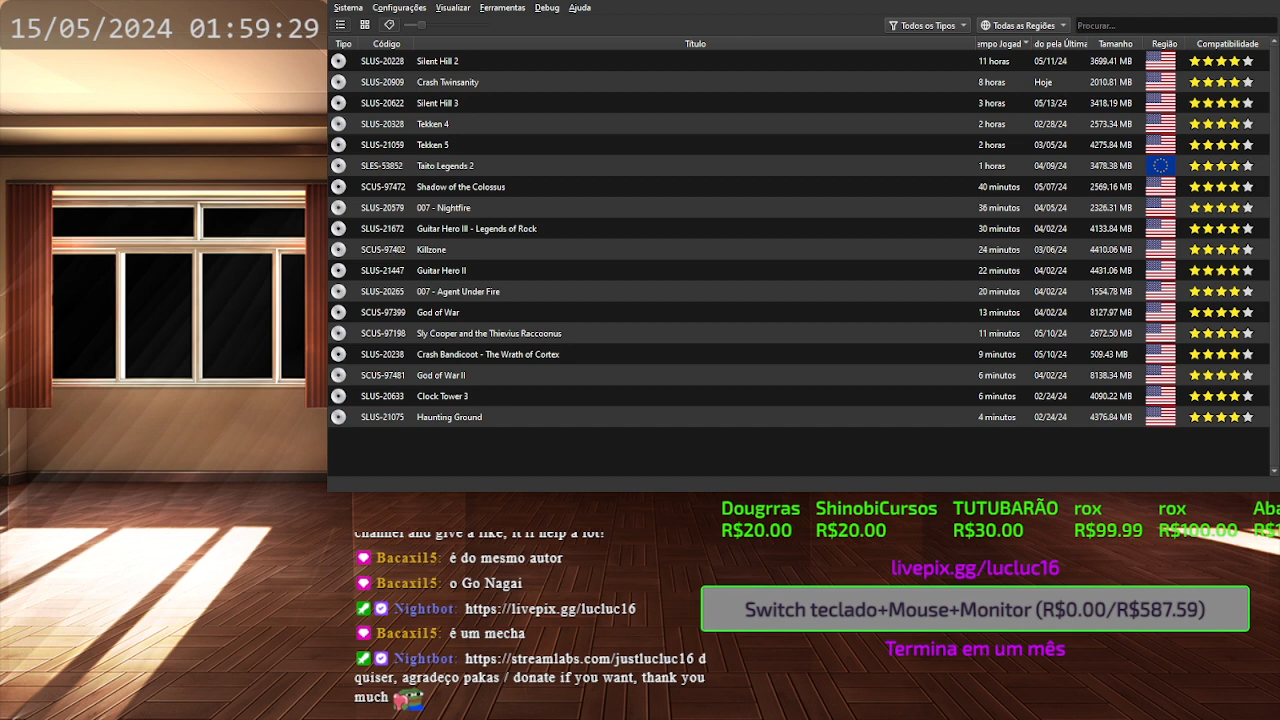 15/05/2024 01:59:29
Sistema Configurações Visualizar Ferramentas Debug Ajuda
Todos os Tipos Todas as Regiões Procurar...
Tipo Código Título empo Jogad do pela Última Tamanho Região Compatibilidade
SLUS-20228 Silent Hill 2 11 horas 05/11/24 3699.41 MB
SLUS-20909 Crash Twinsanity 8 horas Hoje 2010.81 MB
SLUS-20622 Silent Hill 3 3 horas 05/13/24 3418.19 MB
SLUS-20328 Tekken 4 2 horas 02/28/24 2573.34 MB
SLUS-21059 Tekken 5 2 horas 03/05/24 4275.84 MB
SLES-53852 Taito Legends 2 1 horas 04/09/24 3478.38 MB
SCUS-97472 Shadow of the Colossus 40 minutos 05/07/24 2569.16 MB
SLUS-20579 007 - Nightfire 36 minutos 04/02/24 2326.31 MB
SLUS-21672 Guitar Hero III - Legends of Rock 30 minutos 04/02/24 4133.84 MB
SCUS-97402 Killzone 24 minutos 04/06/24 4410.06 MB
SLUS-21447 Guitar Hero II 22 minutos 04/02/24 4431.06 MB
SLUS-20265 007 - Agent Under Fire 20 minutos 04/02/24 1554.78 MB
SCUS-97399 God of War 13 minutos 04/02/24 8127.97 MB
SCUS-97198 Sly Cooper and the Thievius Raccoonus 11 minutos 05/10/24 2672.50 MB
SLUS-20238 Crash Bandicoot - The Wrath of Cortex 9 minutos 05/10/24 509.43 MB
SCUS-97481 God of War II 6 minutos 04/02/24 8138.34 MB
SLUS-20633 Clock Tower 3 6 minutos 02/24/24 4090.22 MB
SLUS-21075 Haunting Ground 4 minutos 02/24/24 4376.84 MB
Dougrras ShinobiCursos TUTUBARÃO rox rox Aba
R$20.00 R$20.00 R$30.00 R$99.99 R$100.00
channel and give a like, it'll help a lot!
Bacaxi15: é do mesmo autor
Bacaxi15: o Go Nagai
Nightbot: https://livepix.gg/lucluc16
Bacaxi15: é um mecha
Nightbot: https://streamlabs.com/justlucluc16 d
quiser, agradeço pakas / donate if you want, thank you
much
livepix.gg/lucluc16
Switch teclado+Mouse+Monitor (R$0.00/R$587.59)
Termina em um mês